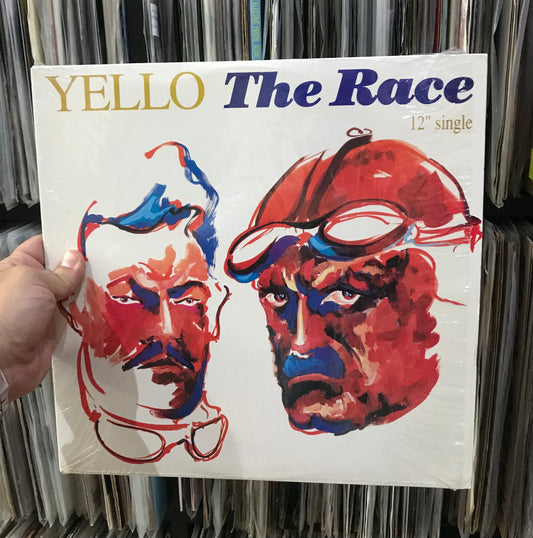 YELLO The Race
12" single